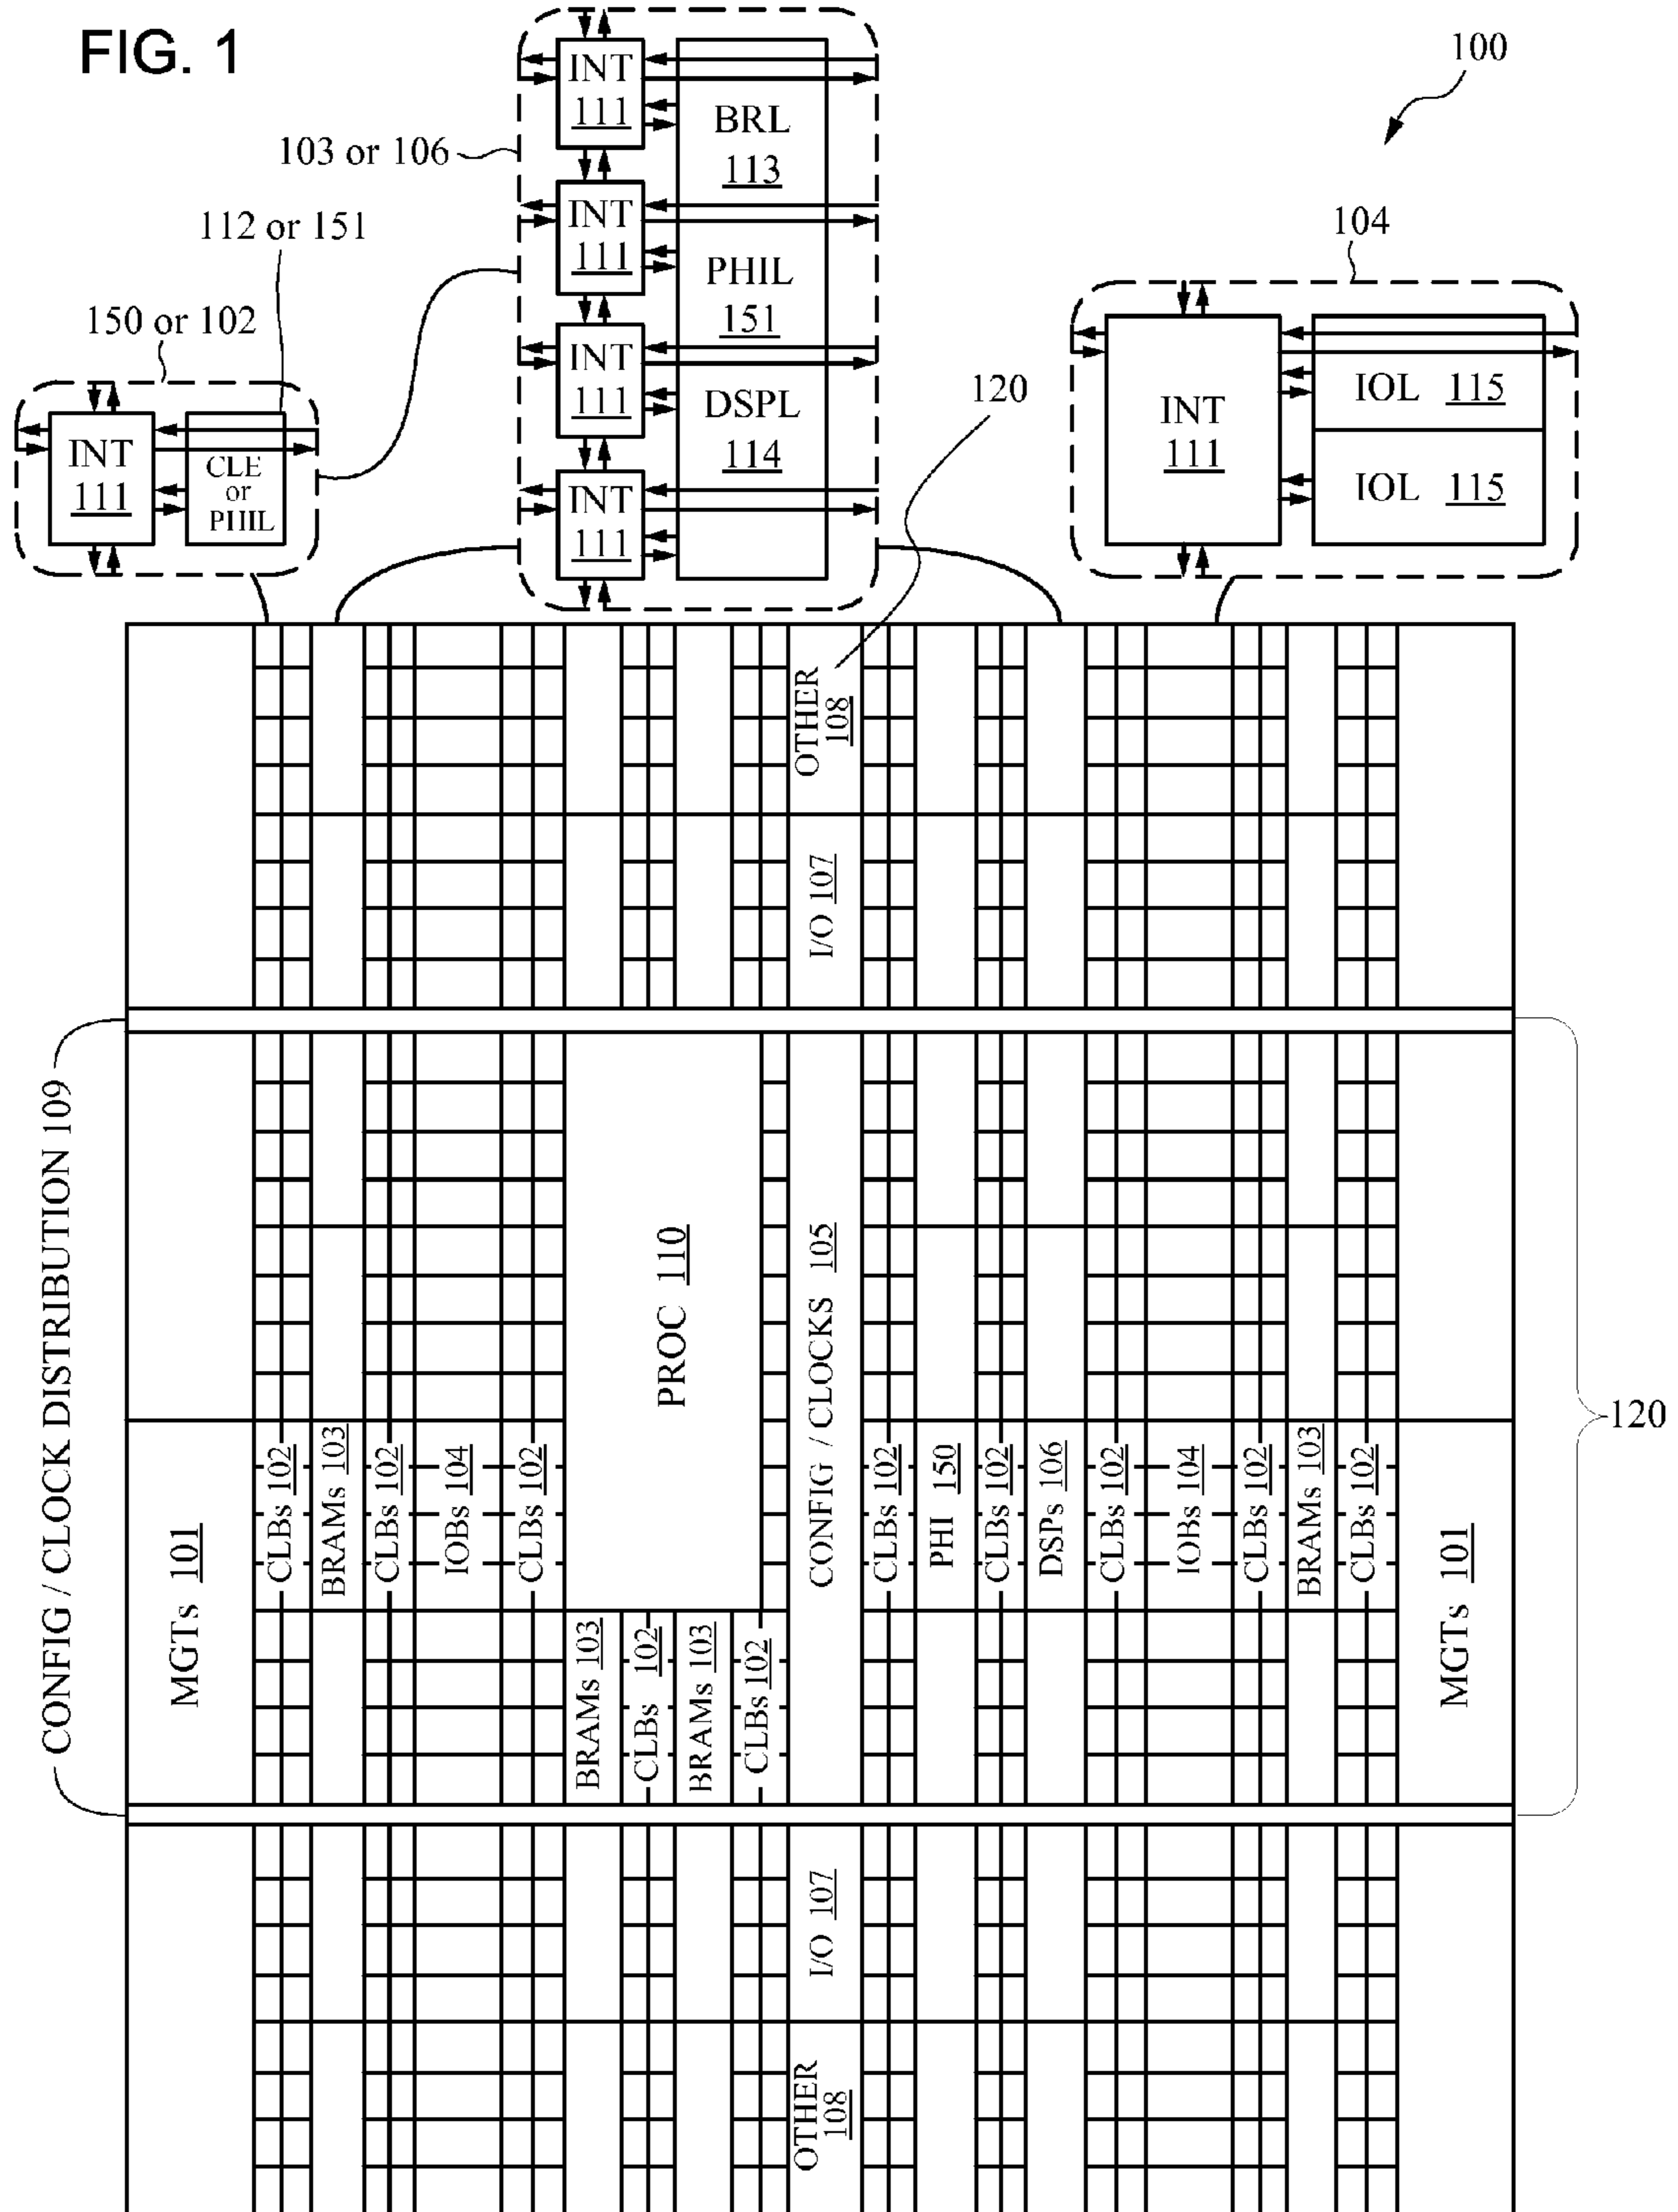 FIG. 1
100
103 or 106
112 or 151
150 or 102
104
120
INT
111
CLE
or
PHIL
INT
111
INT
111
INT
111
INT
111
BRL
113
PHIL
151
DSPL
114
INT
111
IOL 115
IOL 115
OTHER
108
I/O 107
CONFIG / CLOCK DISTRIBUTION 109
MGTs 101
CLBs 102
BRAMs 103
CLBs 102
IOBs 104
CLBs 102
PROC 110
BRAMs 103
CLBs 102
BRAMs 103
CLBs 102
CONFIG / CLOCKS 105
CLBs 102
PHI 150
CLBs 102
DSPs 106
CLBs 102
IOBs 104
CLBs 102
BRAMs 103
CLBs 102
MGTs 101
120
I/O 107
OTHER
108